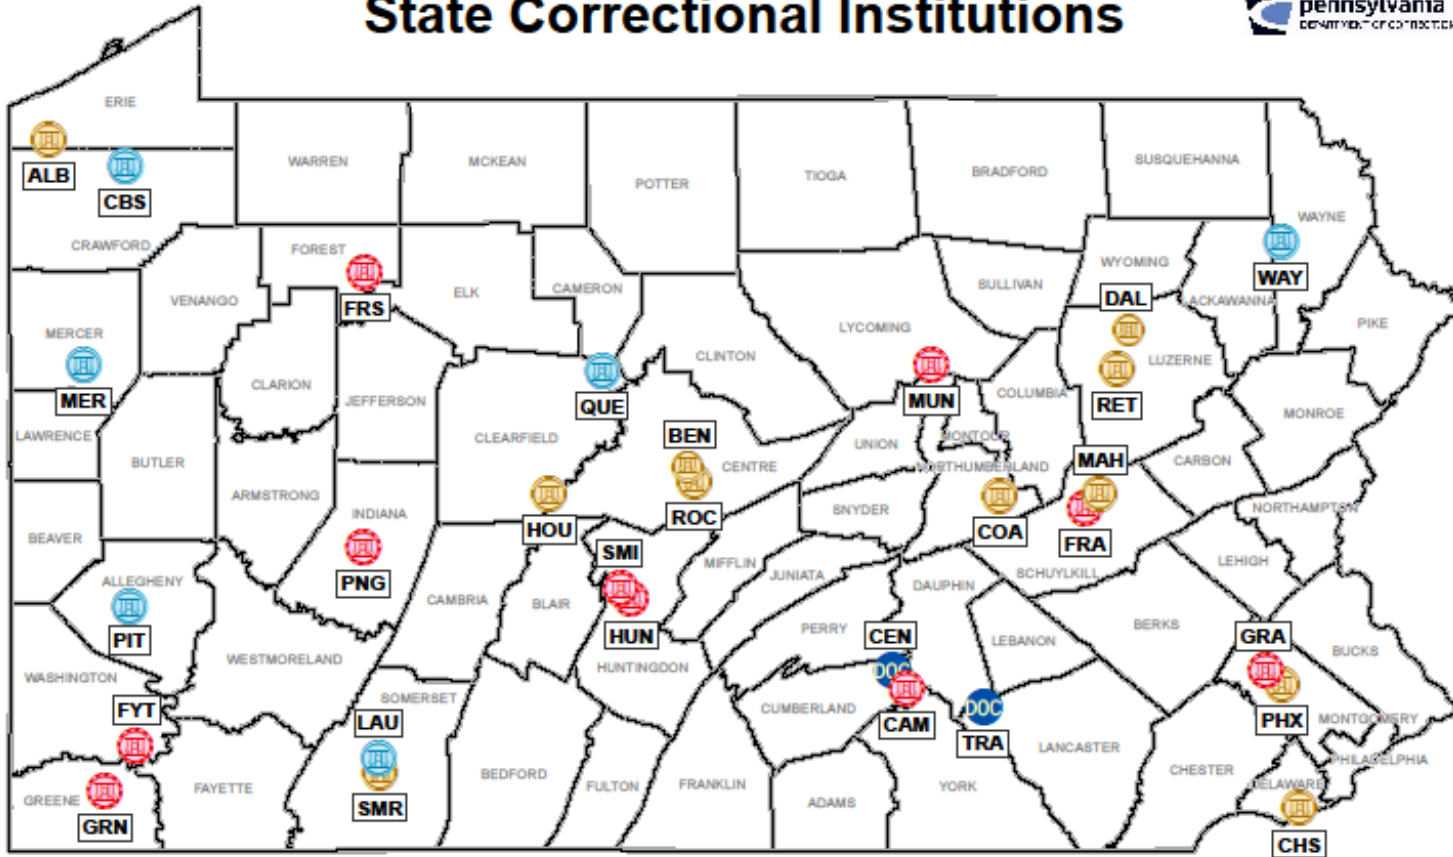 State Correctional Institutions
pennsylvania
DEPARTMENT OF CORRECTIONS
ERIE
ALB
CBS
WARREN
MCKEAN
POTTER
TIOGA
BRADFORD
SUSQUEHANNA
WAYNE
WAY
CRAWFORD
FOREST
FRS
VENANGO
ELK
CAMERON
SULLIVAN
WYOMING
DAL
LACKAWANNA
PIKE
MERCER
MER
CLARION
JEFFERSON
CLINTON
LYCOMING
MUN
LUZERNE
RET
COLUMBIA
MONROE
QUE
LAWRENCE
BUTLER
CLEARFIELD
BEN
CENTRE
ROC
UNION
MONTOUR
NORTHUMBERLAND
MAH
CARBON
ARMSTRONG
INDIANA
PNG
HOU
SMI
SNYDER
COA
FRA
SCHUYLKILL
NORTHAMPTON
LEHIGH
BEAVER
ALLEGHENY
PIT
CAMBRIA
BLAIR
HUN
HUNTINGDON
MIFFLIN
JUNIATA
PERRY
DAUPHIN
LEBANON
BERKS
BUCKS
WASHINGTON
WESTMORELAND
FYT
SOMERSET
LAU
SMR
CEN
DOC
CAM
CUMBERLAND
DOC
TRA
LANCASTER
GRA
PHX
MONTGOMERY
PHILADELPHIA
GREENE
GRN
FAYETTE
BEDFORD
FULTON
FRANKLIN
ADAMS
YORK
CHESTER
DELAWARE
CHS